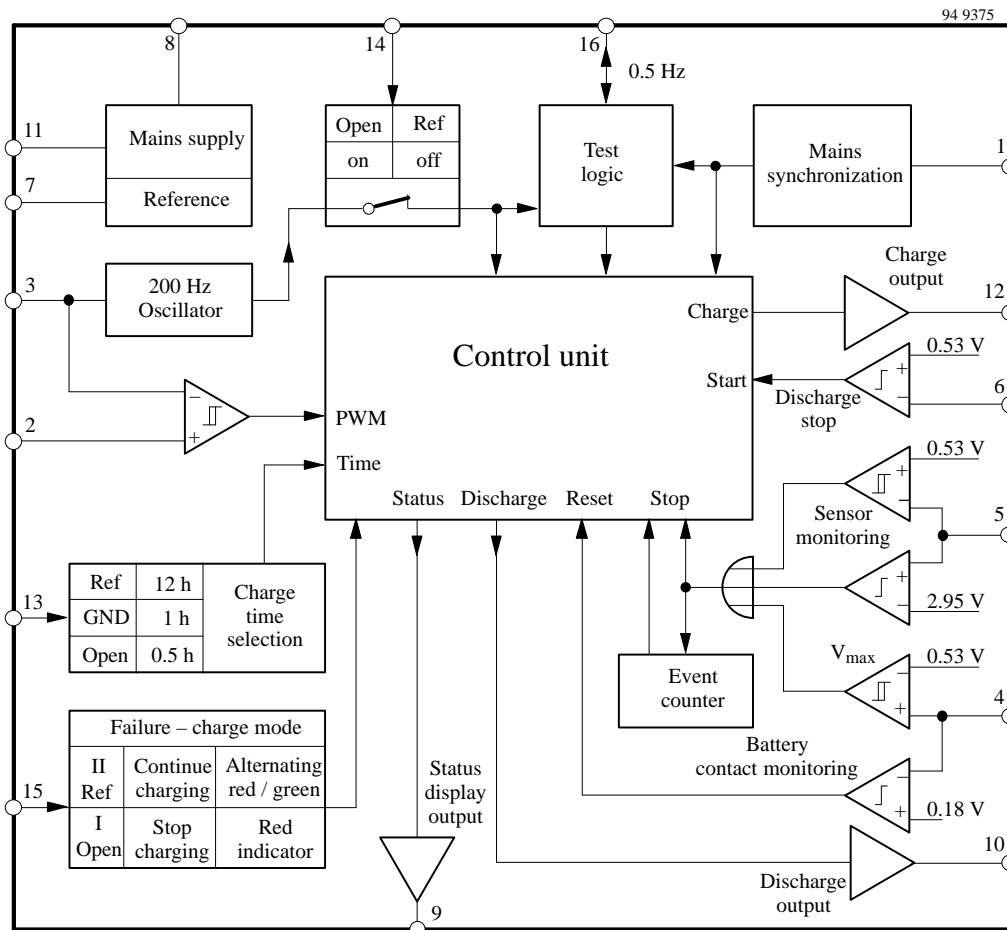 94 9375
8
14
16
0.5 Hz
11
Mains supply
7
Reference
Open Ref
on off
Test
logic
Mains
synchronization
1
3
200 Hz
Oscillator
Charge
output
12
Charge
Control unit
0.53 V
+
−
6
Start
Discharge
stop
−
+
2
PWM
Time
Status Discharge Reset Stop
0.53 V
+
−
Sensor
monitoring
5
+
−
2.95 V
13
Ref 12 h
GND 1 h
Open 0.5 h
Charge
time
selection
Event
counter
Vmax
0.53 V
−
+
4
Battery
contact monitoring
−
+
0.18 V
15
Failure – charge mode
II
Ref
Continue
charging
Alternating
red / green
I
Open
Stop
charging
Red
indicator
Status
display
output
9
Discharge
output
10